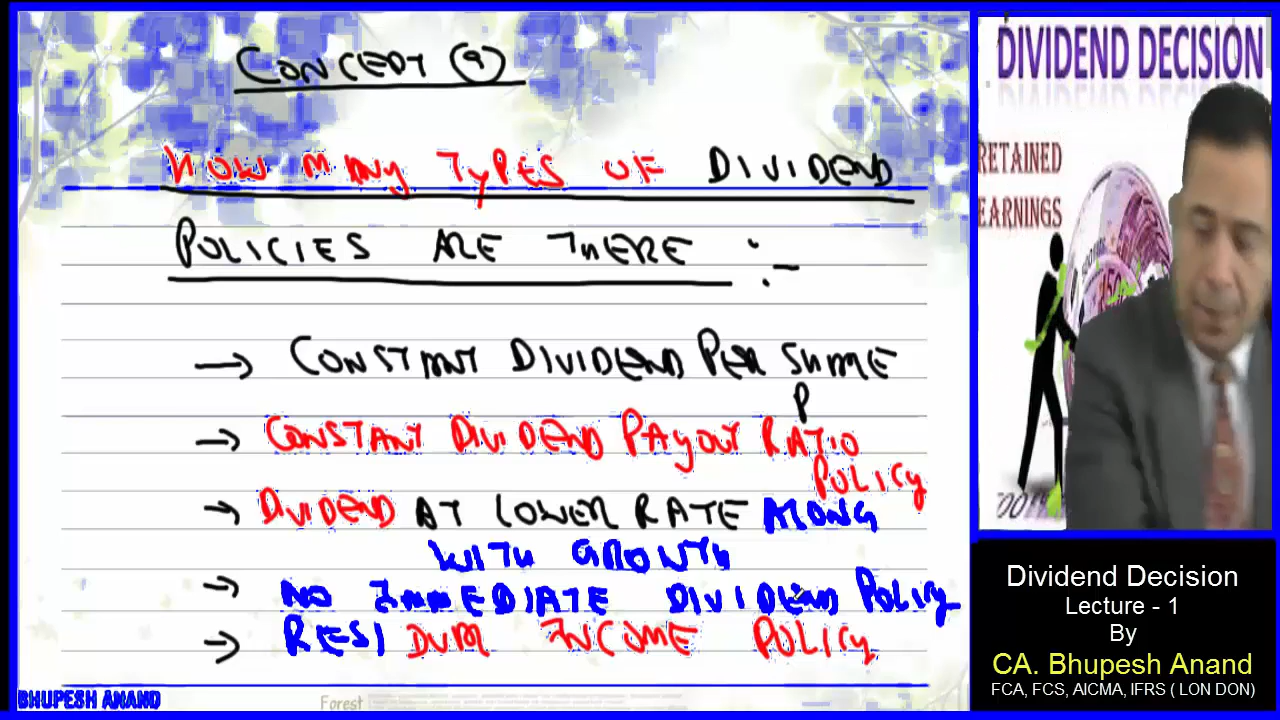 CONCEPT (9)
HOW MANY TYPES OF DIVIDEND
POLICIES ARE THERE :-
→ CONSTANT DIVIDEND PER SHARE
P
→ CONSTANT DIVIDEND PAYOUT RATIO
POLICY
→ DIVIDEND AT LOWER RATE ALONG
WITH GROWTH
→ NO IMMEDIATE DIVIDEND POLICY
→ RESIDUAL INCOME POLICY
BHUPESH ANAND
Forest
DIVIDEND DECISION
RETAINED
EARNINGS
Dividend Decision
Lecture - 1
By
CA. Bhupesh Anand
FCA, FCS, AICMA, IFRS ( LON DON)